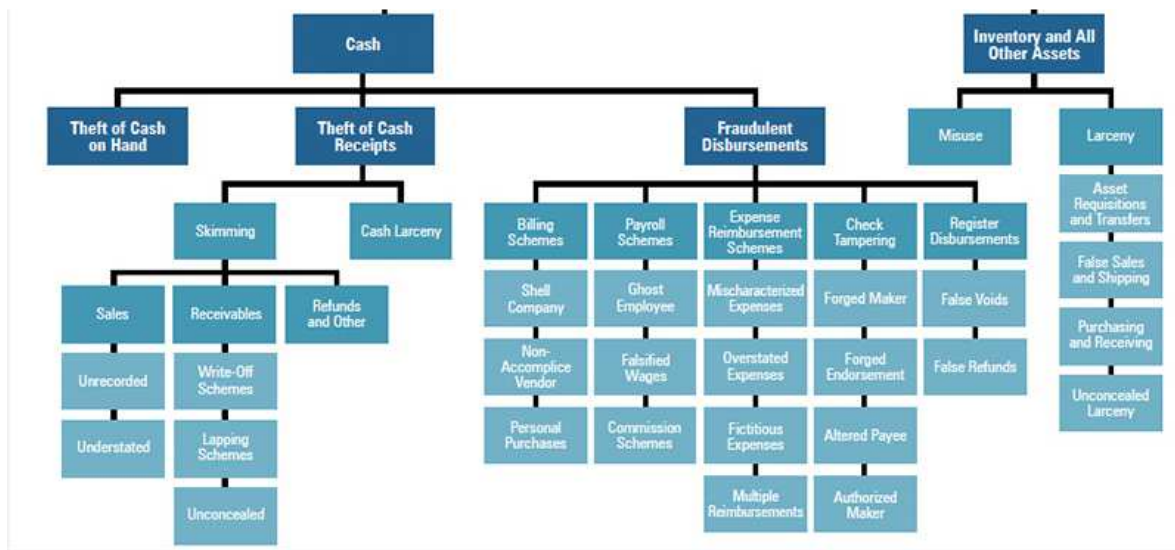 Cash
Inventory and All
Other Assets
Theft of Cash
on Hand
Theft of Cash
Receipts
Fraudulent
Disbursements
Misuse
Larceny
Skimming
Cash Larceny
Billing
Schemes
Payroll
Schemes
Expense
Reimbursement
Schemes
Check
Tampering
Register
Disbursements
Asset
Requisitions
and Transfers
Sales
Receivables
Refunds
and Other
Shell
Company
Ghost
Employee
Mischaracterized
Expenses
Forged Maker
False Voids
False Sales
and Shipping
Unrecorded
Write-Off
Schemes
Non-
Accomplice
Vendor
Falsified
Wages
Overstated
Expenses
Forged
Endorsement
False Refunds
Purchasing
and Receiving
Understated
Lapping
Schemes
Personal
Purchases
Commission
Schemes
Fictitious
Expenses
Altered Payee
Unconcealed
Larceny
Unconcealed
Multiple
Reimbursements
Authorized
Maker